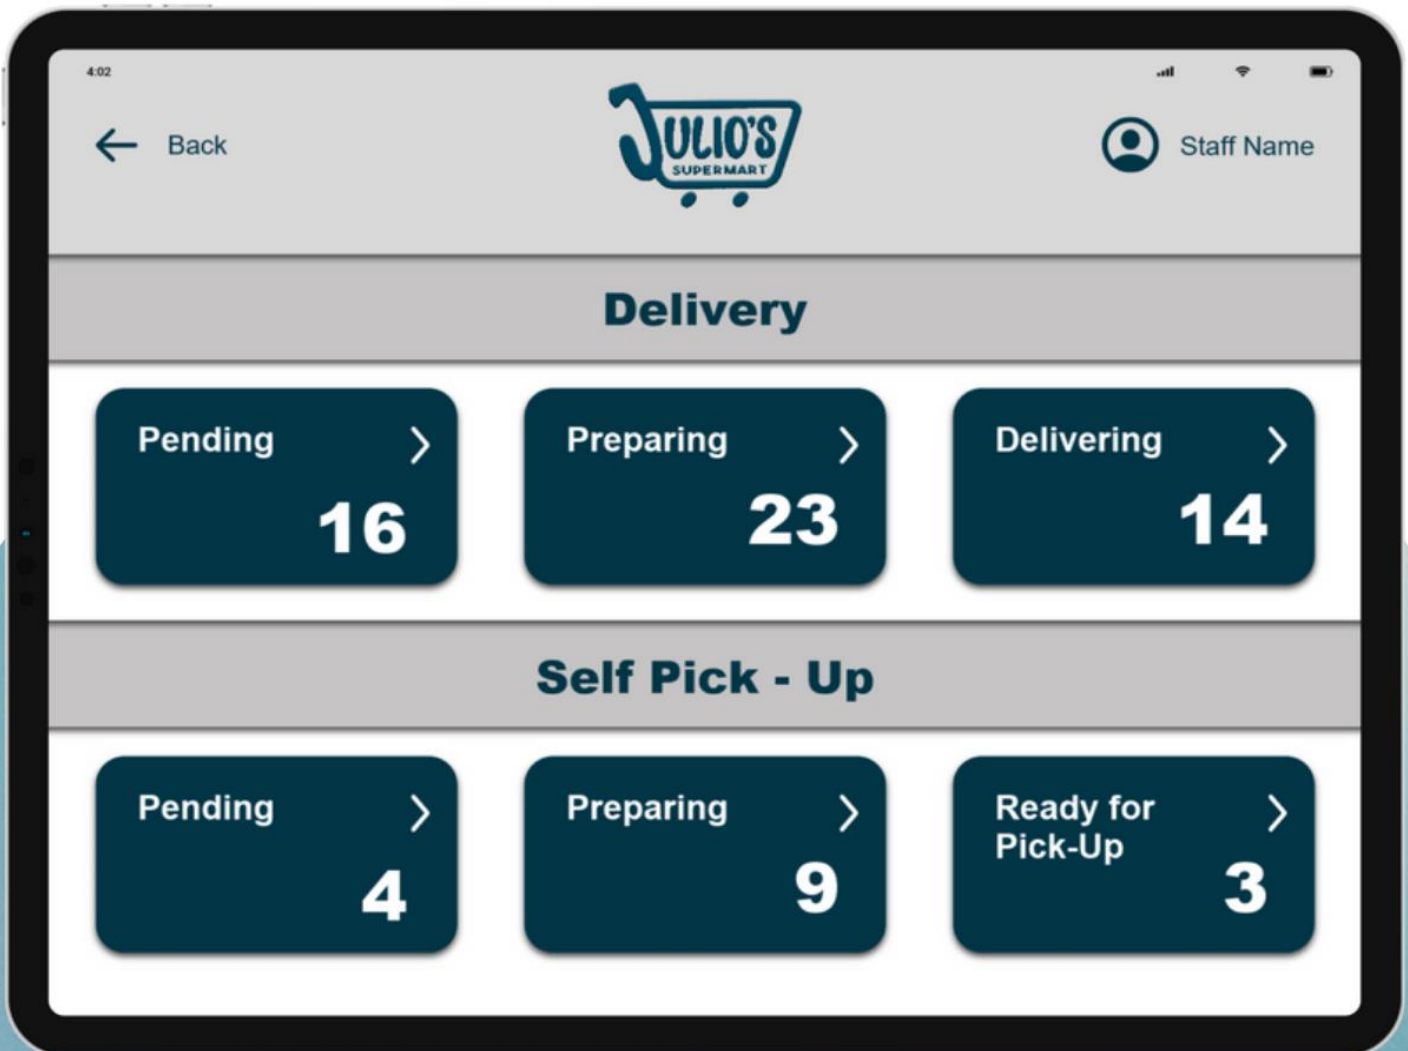 4:02
Back
JULIO'S
SUPERMART
Staff Name
Delivery
Pending
16
Preparing
23
Delivering
14
Self Pick - Up
Pending
4
Preparing
9
Ready for
Pick-Up
3